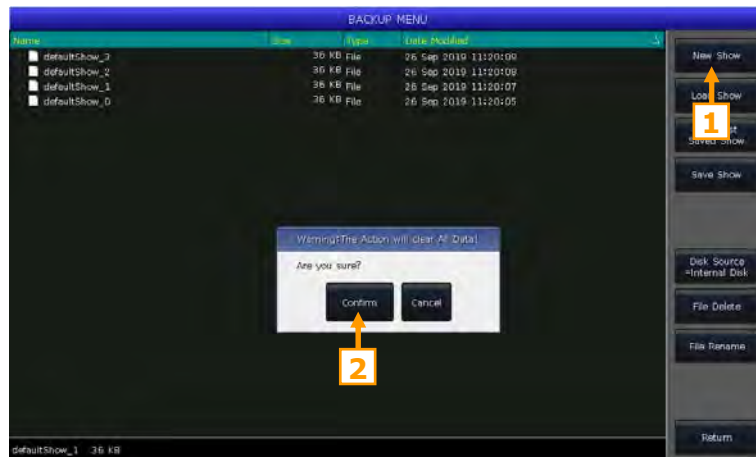 BACKUP MENU
Name Size Type Date Modified
defaultShow_3 36 KB File 26 Sep 2019 11:20:09
defaultShow_2 36 KB File 26 Sep 2019 11:20:08
defaultShow_1 36 KB File 26 Sep 2019 11:20:07
defaultShow_0 36 KB File 26 Sep 2019 11:20:05
New Show
Load Show
1
st
Saved Show
Save Show
Warning!The Action will clear All Data!
Are you sure?
Confirm Cancel
2
Disk Source
=Internal Disk
File Delete
File Rename
Return
defaultShow_1 36 KB